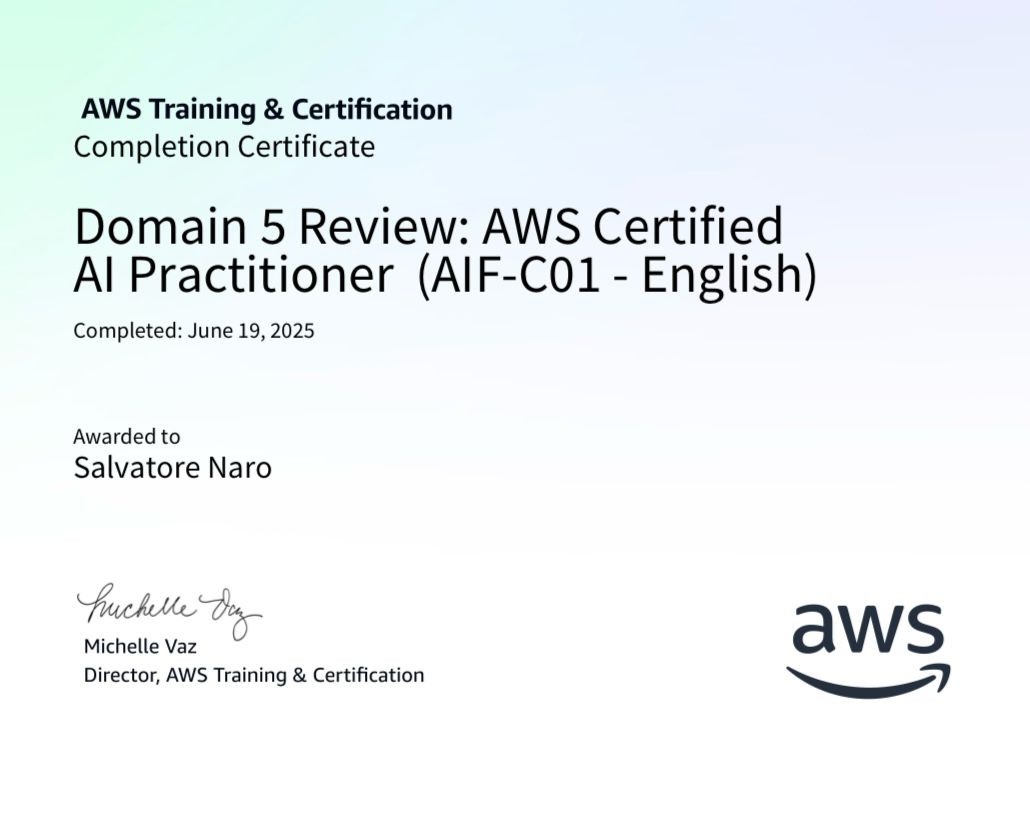 AWS Training & Certification
Completion Certificate
Domain 5 Review: AWS Certified
AI Practitioner (AIF-C01 - English)
Completed: June 19, 2025
Awarded to
Salvatore Naro
Michelle Vaz
Michelle Vaz
Director, AWS Training & Certification
aws